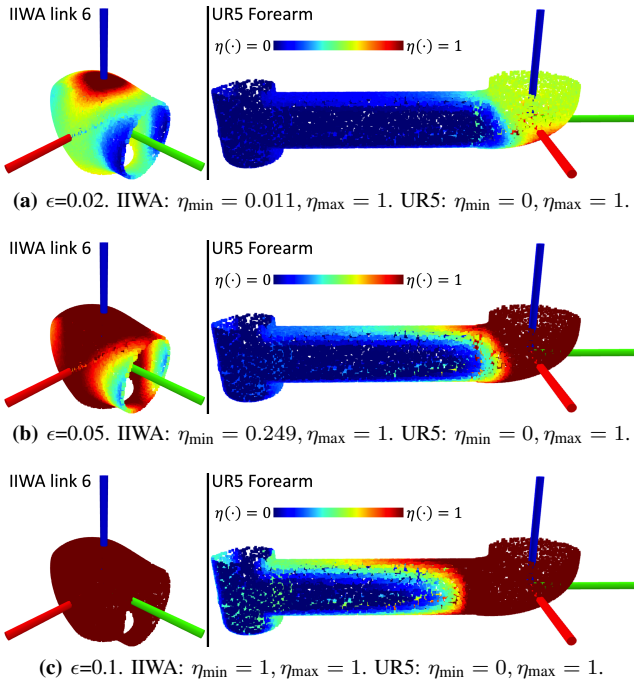 IIWA link 6
UR5 Forearm
η(·) = 0 η(·) = 1
(a) ϵ=0.02. IIWA: ηmin = 0.011, ηmax = 1. UR5: ηmin = 0, ηmax = 1.
IIWA link 6
UR5 Forearm
η(·) = 0 η(·) = 1
(b) ϵ=0.05. IIWA: ηmin = 0.249, ηmax = 1. UR5: ηmin = 0, ηmax = 1.
IIWA link 6
UR5 Forearm
η(·) = 0 η(·) = 1
(c) ϵ=0.1. IIWA: ηmin = 1, ηmax = 1. UR5: ηmin = 0, ηmax = 1.